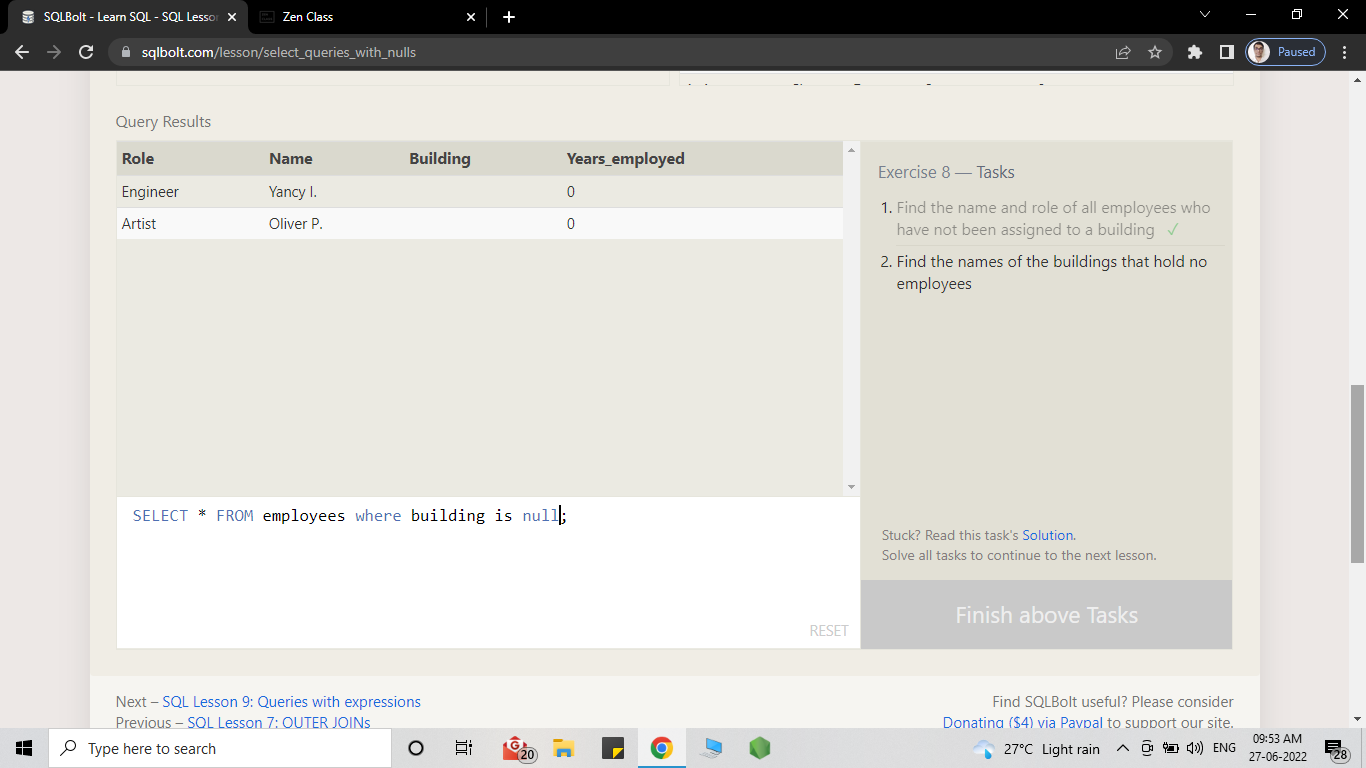 SQLBolt - Learn SQL - SQL Lesson
Zen Class
sqlbolt.com/lesson/select_queries_with_nulls
Paused
Query Results
Role Name Building Years_employed
Engineer Yancy I. 0
Artist Oliver P. 0
Exercise 8 — Tasks
1. Find the name and role of all employees who
have not been assigned to a building ✓
2. Find the names of the buildings that hold no
employees
Stuck? Read this task's Solution.
Solve all tasks to continue to the next lesson.
Finish above Tasks
SELECT * FROM employees where building is null;
RESET
Next – SQL Lesson 9: Queries with expressions
Previous – SQL Lesson 7: OUTER JOINs
Find SQLBolt useful? Please consider
Donating ($4) via Paypal to support our site.
Type here to search
G
20
27°C Light rain
ENG
09:53 AM
27-06-2022
28